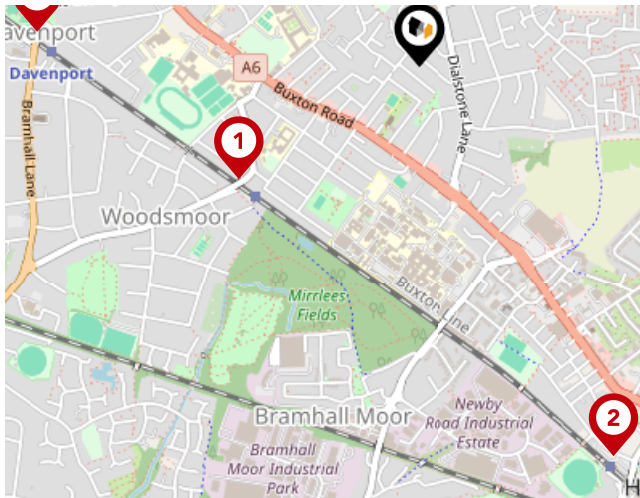 avenport
Davenport
A6
Buxton Road
Dialstone Lane
Bramhall Lane
1
Woodsmoor
Mirrlees
Fields
Buxton Line
Bramhall Moor
Newby
Road Industrial
Estate
2
Bramhall
Moor Industrial
Park
H